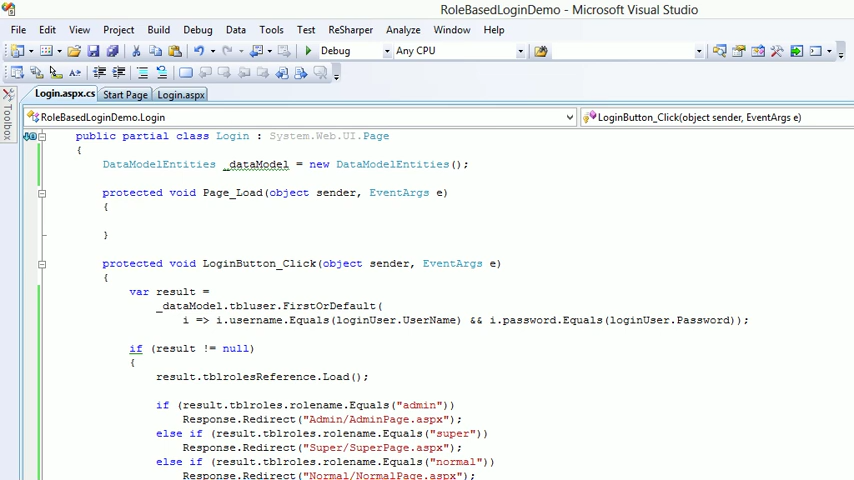 RoleBasedLoginDemo - Microsoft Visual Studio
File Edit View Project Build Debug Data Tools Test ReSharper Analyze Window Help
Debug Any CPU
Login.aspx.cs Start Page Login.aspx
Toolbox
RoleBasedLoginDemo.Login LoginButton_Click(object sender, EventArgs e)
public partial class Login : System.Web.UI.Page
{
DataModelEntities _dataModel = new DataModelEntities();
protected void Page_Load(object sender, EventArgs e)
{
}
protected void LoginButton_Click(object sender, EventArgs e)
{
var result =
_dataModel.tbluser.FirstOrDefault(
i => i.username.Equals(loginUser.UserName) && i.password.Equals(loginUser.Password));
if (result != null)
{
result.tblrolesReference.Load();
if (result.tblroles.rolename.Equals("admin"))
Response.Redirect("Admin/AdminPage.aspx");
else if (result.tblroles.rolename.Equals("super"))
Response.Redirect("Super/SuperPage.aspx");
else if (result.tblroles.rolename.Equals("normal"))
Response.Redirect("Normal/NormalPage.aspx");